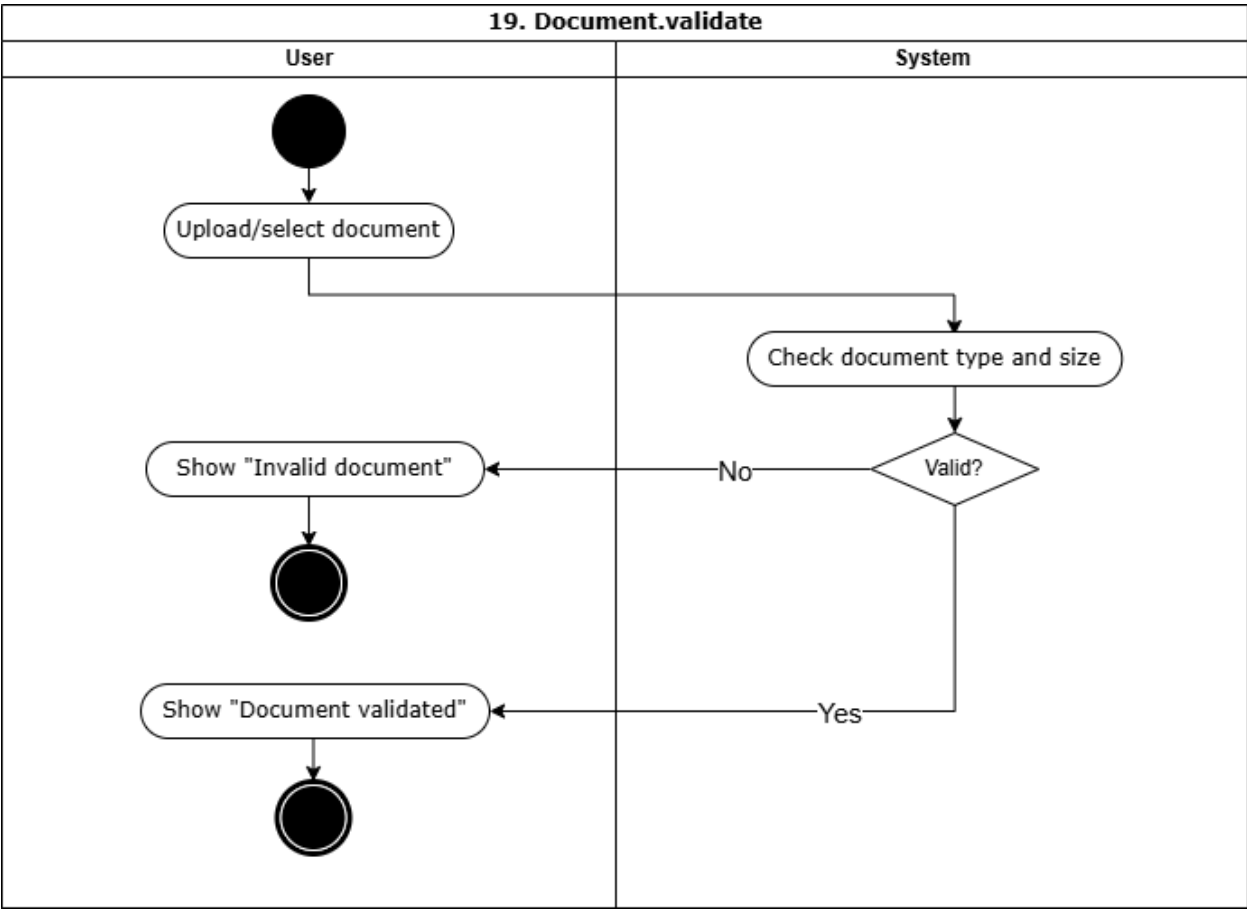 19. Document.validate
User
System
Upload/select document
Check document type and size
Valid?
No
Show "Invalid document"
Yes
Show "Document validated"